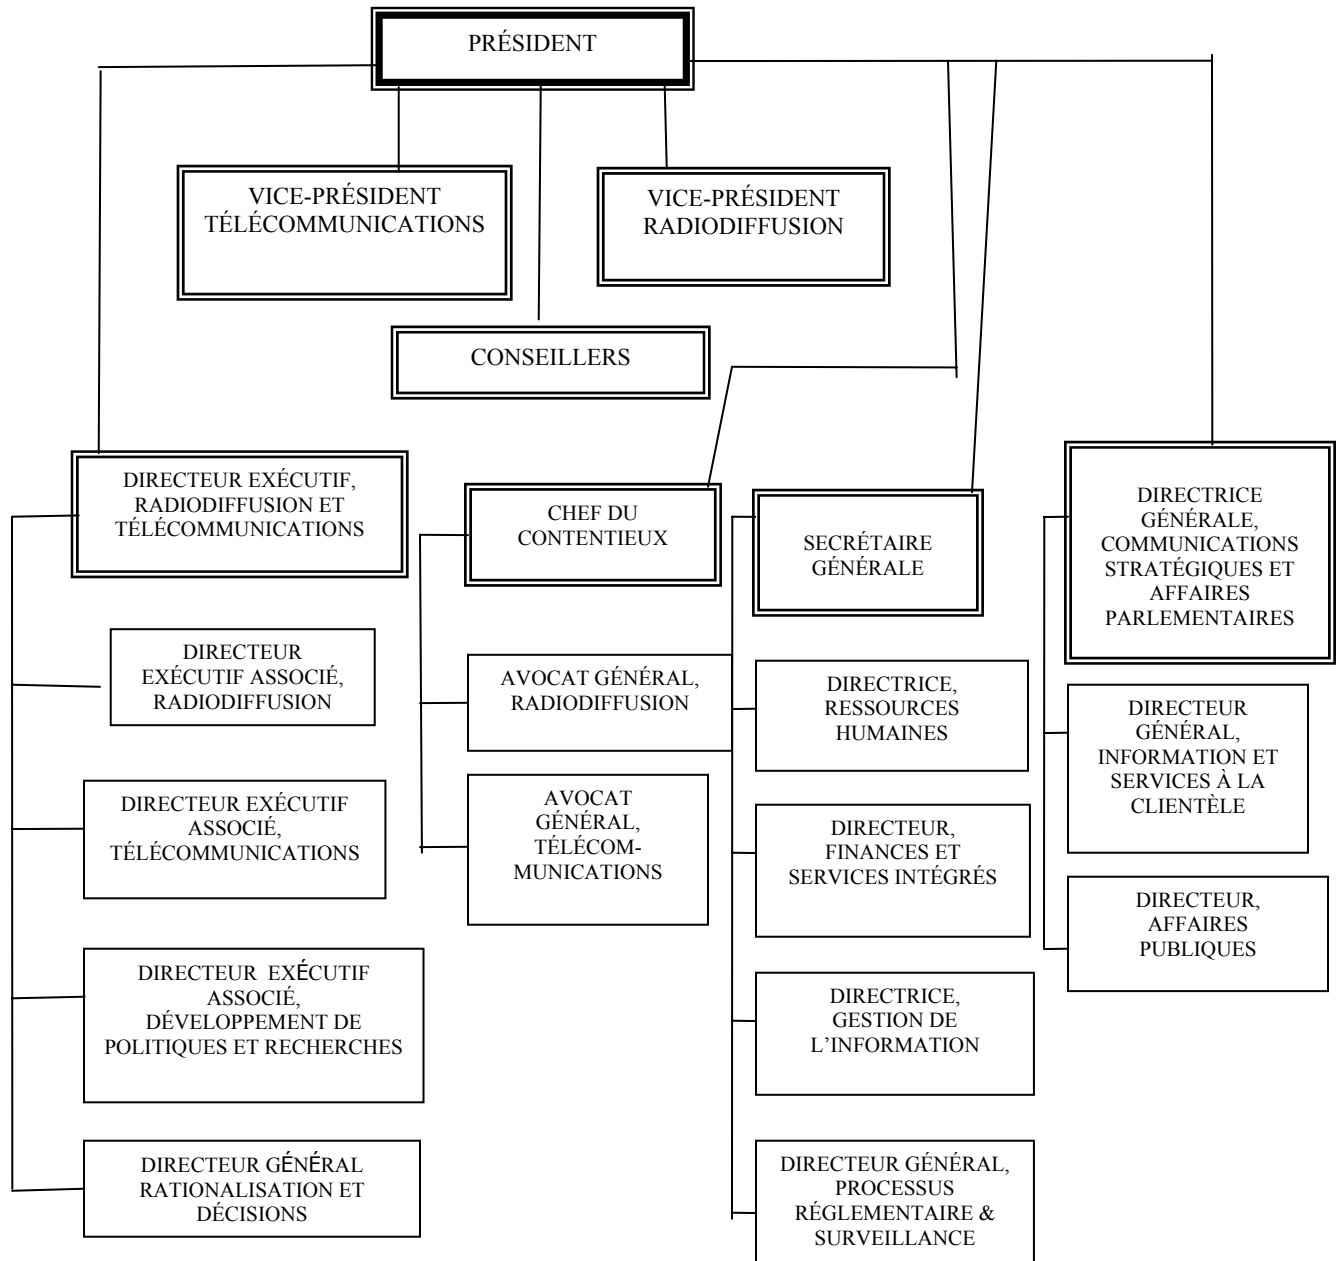 PRÉSIDENT
VICE-PRÉSIDENT
TÉLÉCOMMUNICATIONS
VICE-PRÉSIDENT
RADIODIFFUSION
CONSEILLERS
DIRECTEUR EXÉCUTIF,
RADIODIFFUSION ET
TÉLÉCOMMUNICATIONS
DIRECTEUR
EXÉCUTIF ASSOCIÉ,
RADIODIFFUSION
DIRECTEUR EXÉCUTIF
ASSOCIÉ,
TÉLÉCOMMUNICATIONS
DIRECTEUR EXÉCUTIF
ASSOCIÉ,
DÉVELOPPEMENT DE
POLITIQUES ET RECHERCHES
DIRECTEUR GÉNÉRAL
RATIONALISATION ET
DÉCISIONS
CHEF DU
CONTENTIEUX
AVOCAT GÉNÉRAL,
RADIODIFFUSION
AVOCAT
GÉNÉRAL,
TÉLÉCOM-
MUNICATIONS
SECRÉTAIRE
GÉNÉRALE
DIRECTRICE,
RESSOURCES
HUMAINES
DIRECTEUR,
FINANCES ET
SERVICES INTÉGRÉS
DIRECTRICE,
GESTION DE
L’INFORMATION
DIRECTEUR GÉNÉRAL,
PROCESSUS
RÉGLEMENTAIRE &
SURVEILLANCE
DIRECTRICE
GÉNÉRALE,
COMMUNICATIONS
STRATÉGIQUES ET
AFFAIRES
PARLEMENTAIRES
DIRECTEUR
GÉNÉRAL,
INFORMATION ET
SERVICES À LA
CLIENTÈLE
DIRECTEUR,
AFFAIRES
PUBLIQUES